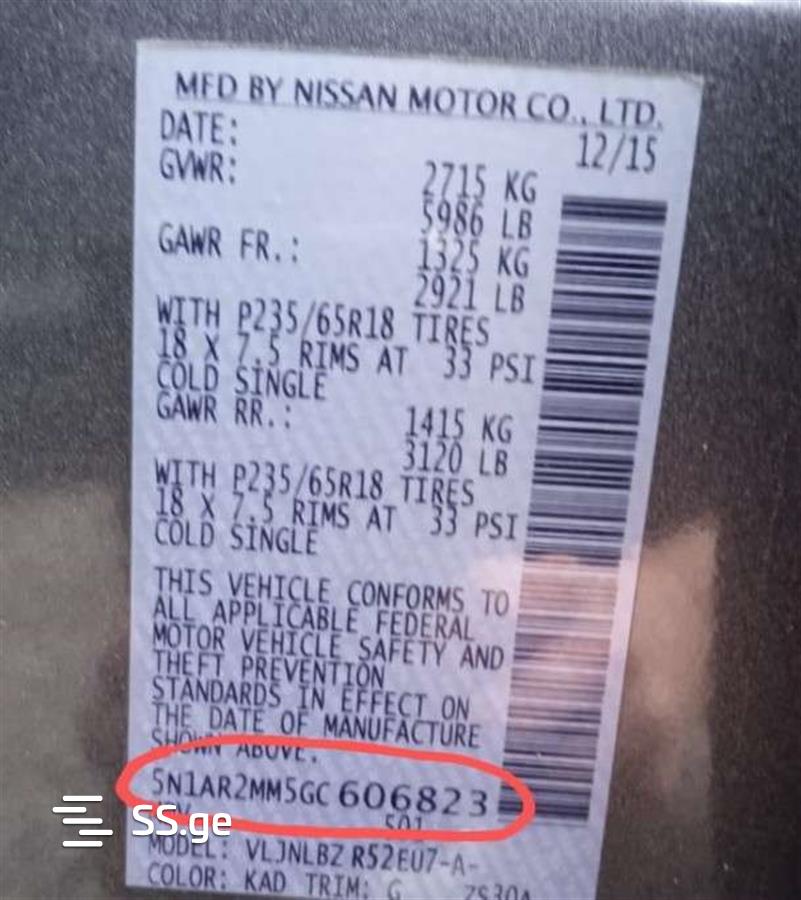 MFD BY NISSAN MOTOR CO., LTD.
DATE: 12/15
GVWR: 2715 KG
5986 LB
GAWR FR.: 1325 KG
2921 LB
WITH P235/65R18 TIRES
18 X 7.5 RIMS AT 33 PSI
COLD SINGLE
GAWR RR.: 1415 KG
3120 LB
WITH P235/65R18 TIRES
18 X 7.5 RIMS AT 33 PSI
COLD SINGLE
THIS VEHICLE CONFORMS TO
ALL APPLICABLE FEDERAL
MOTOR VEHICLE SAFETY AND
THEFT PREVENTION
STANDARDS IN EFFECT ON
THE DATE OF MANUFACTURE
SHOWN ABOVE.
5N1AR2MM5GC606823
SS.ge
501
MODEL: VLJNLBZ R52EU7-A-
COLOR: KAD TRIM: G ZS30A